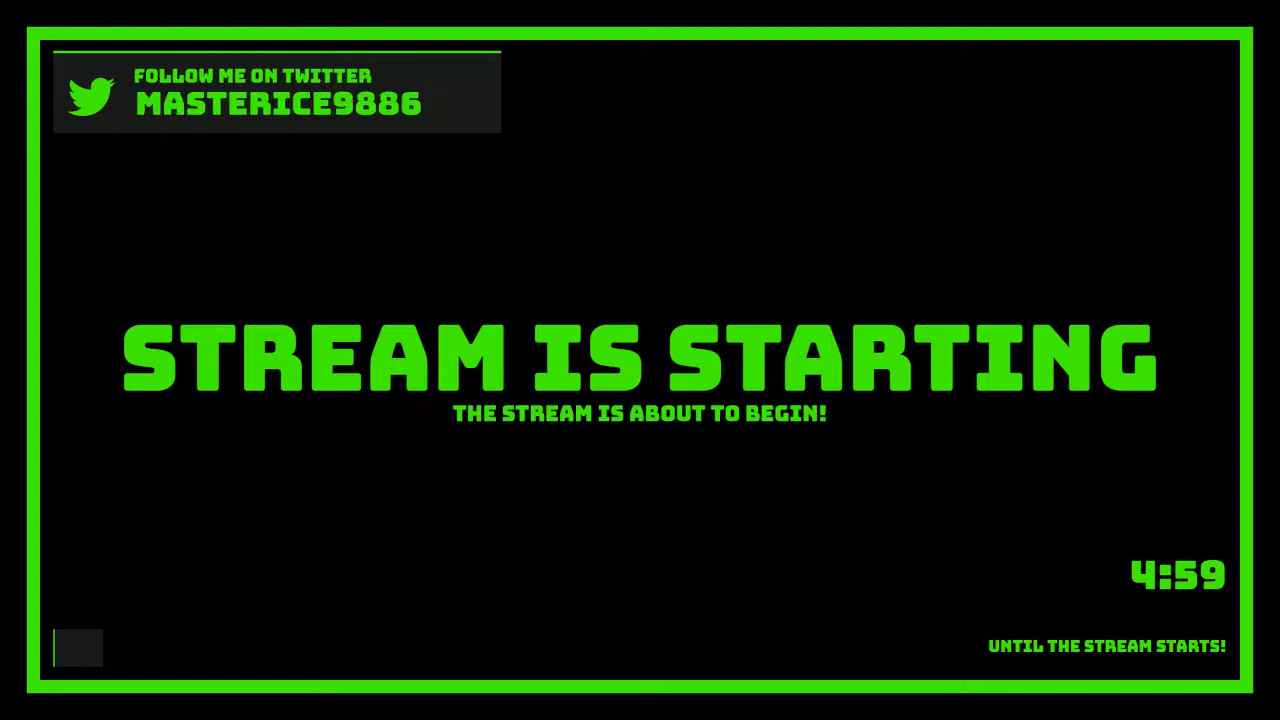 FOLLOW ME ON TWITTER
MASTERICE9886
STREAM IS STARTING
THE STREAM IS ABOUT TO BEGIN!
4:59
UNTIL THE STREAM STARTS!